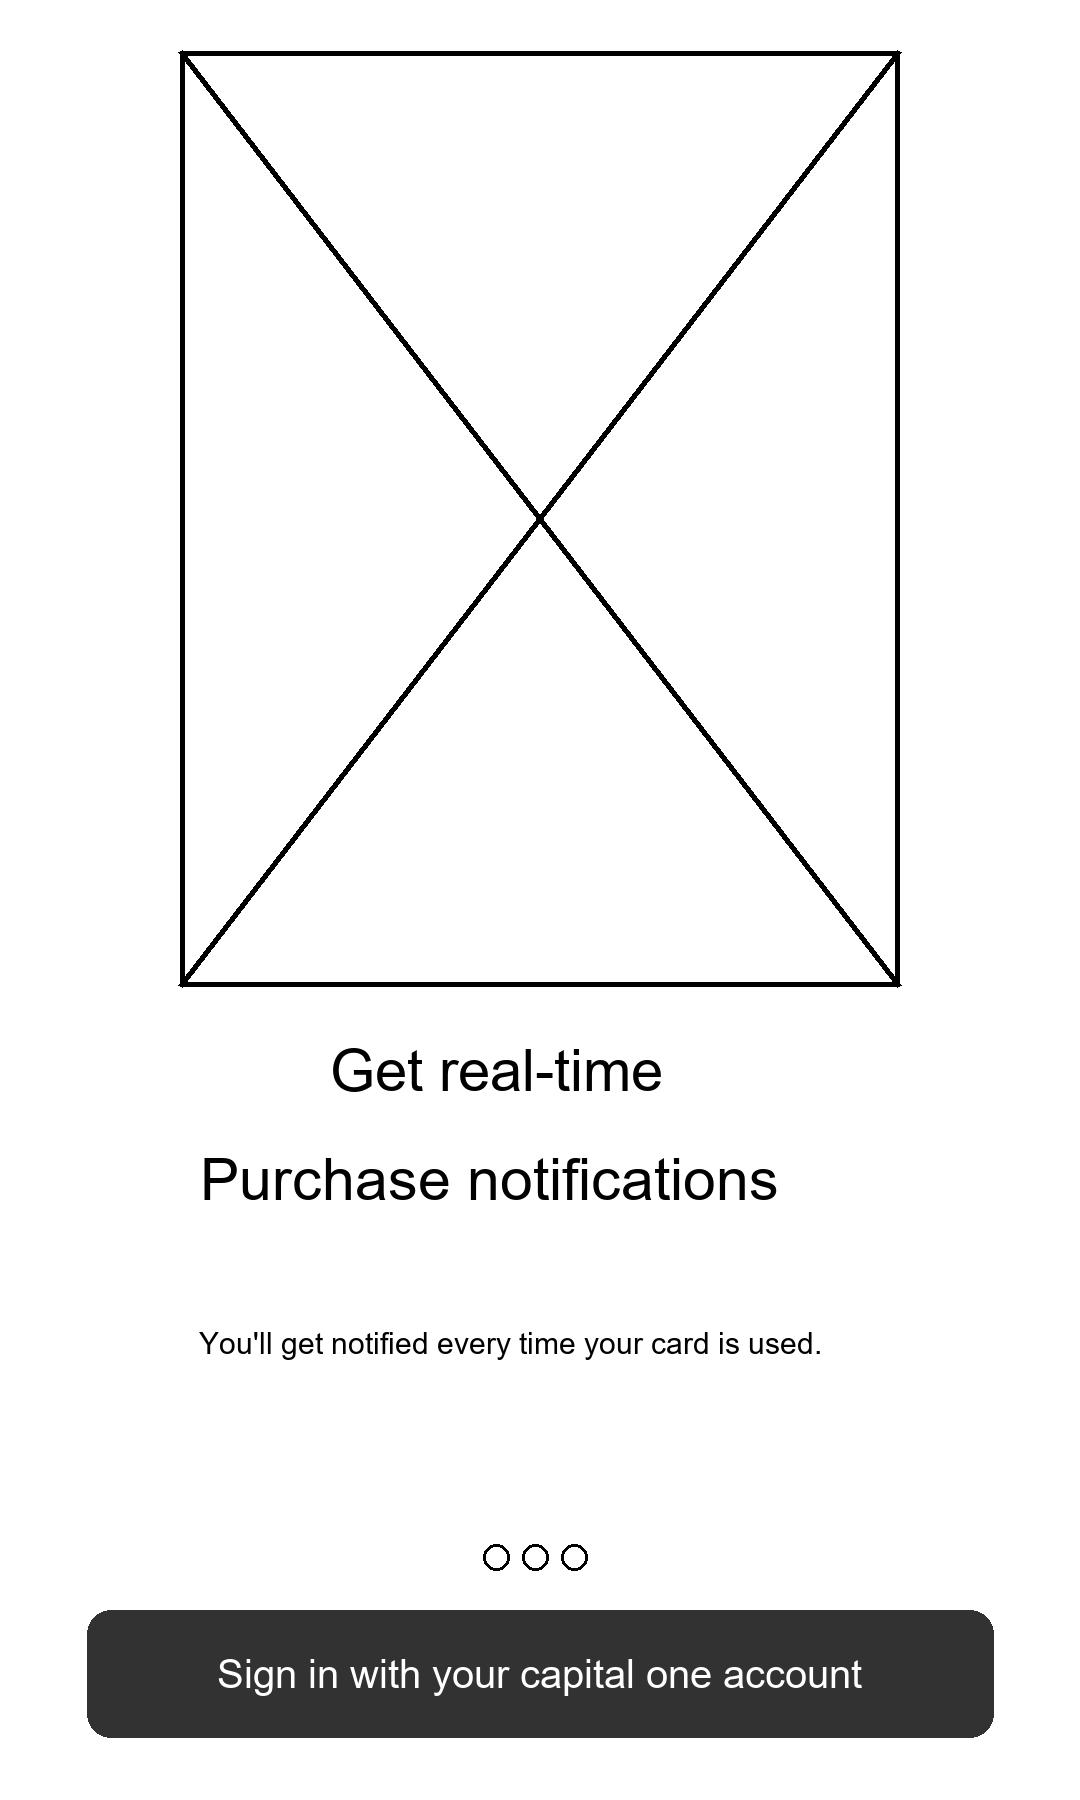 Get real-time
Purchase notifications
You'll get notified every time your card is used.
Sign in with your capital one account